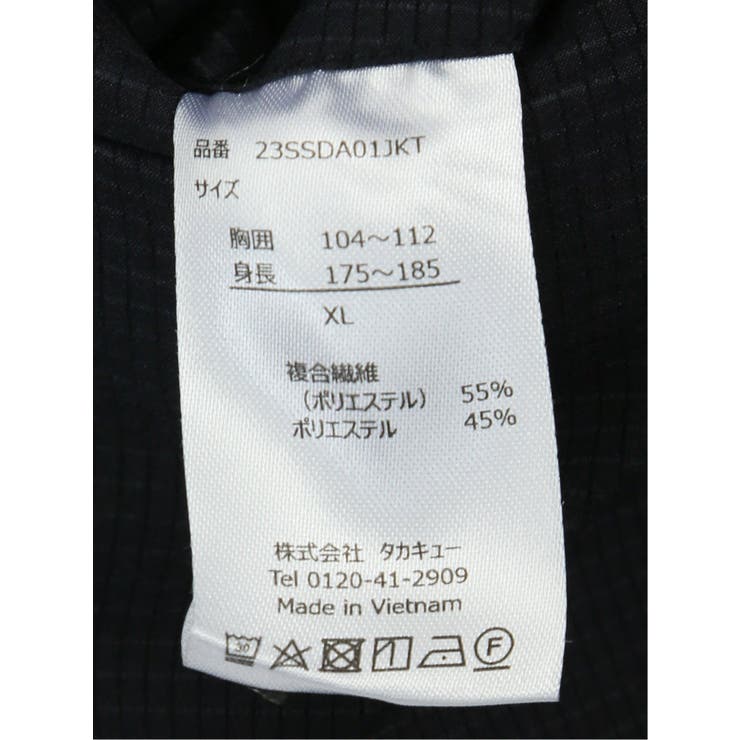 品番 23SSDA01JKT
サイズ
胸囲 104～112
身長 175～185
XL
複合繊維
（ポリエステル） 55%
ポリエステル 45%
株式会社 タカキュー
Tel 0120-41-2909
Made in Vietnam
30 F